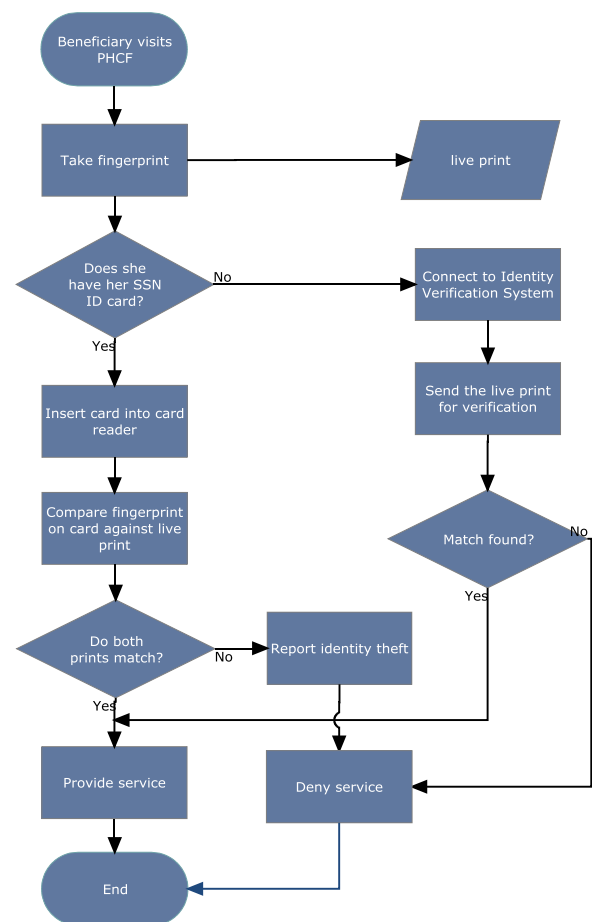 Beneficiary visits
PHCF
Take fingerprint
live print
Does she
have her SSN
ID card?
No
Connect to Identity
Verification System
Yes
Send the live print
for verification
Insert card into card
reader
Compare fingerprint
on card against live
print
Match found?
No
Yes
Do both
prints match?
No
Report identity theft
Yes
Provide service
Deny service
End